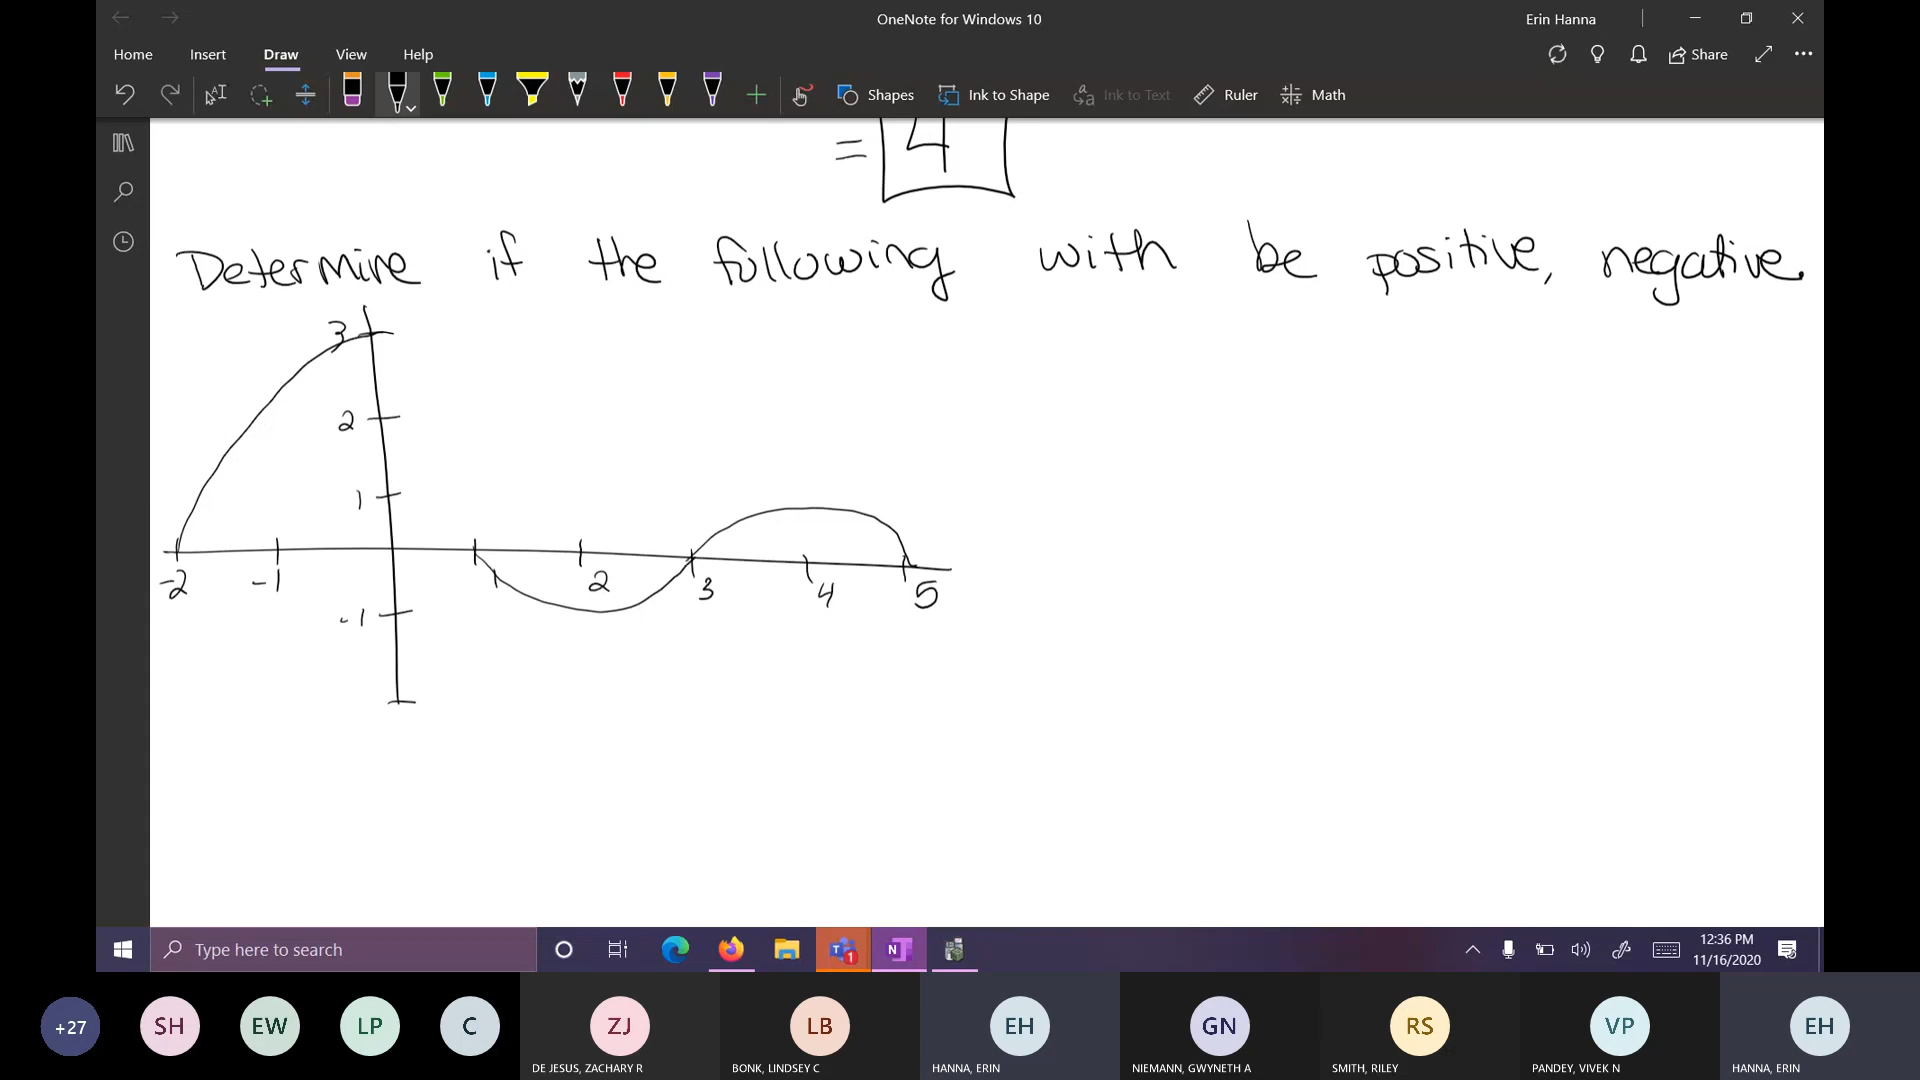 OneNote for Windows 10
Erin Hanna
Home Insert Draw View Help
Share
Shapes Ink to Shape Ink to Text Ruler Math
= 4
Determine if the following with be positive, negative
3
2
1
-2 -1 1 2 3 4 5
-1
Type here to search
1
12:36 PM
11/16/2020
+27 SH EW LP C ZJ LB EH GN RS VP EH
DE JESUS, ZACHARY R BONK, LINDSEY C HANNA, ERIN NIEMANN, GWYNETH A SMITH, RILEY PANDEY, VIVEK N HANNA, ERIN